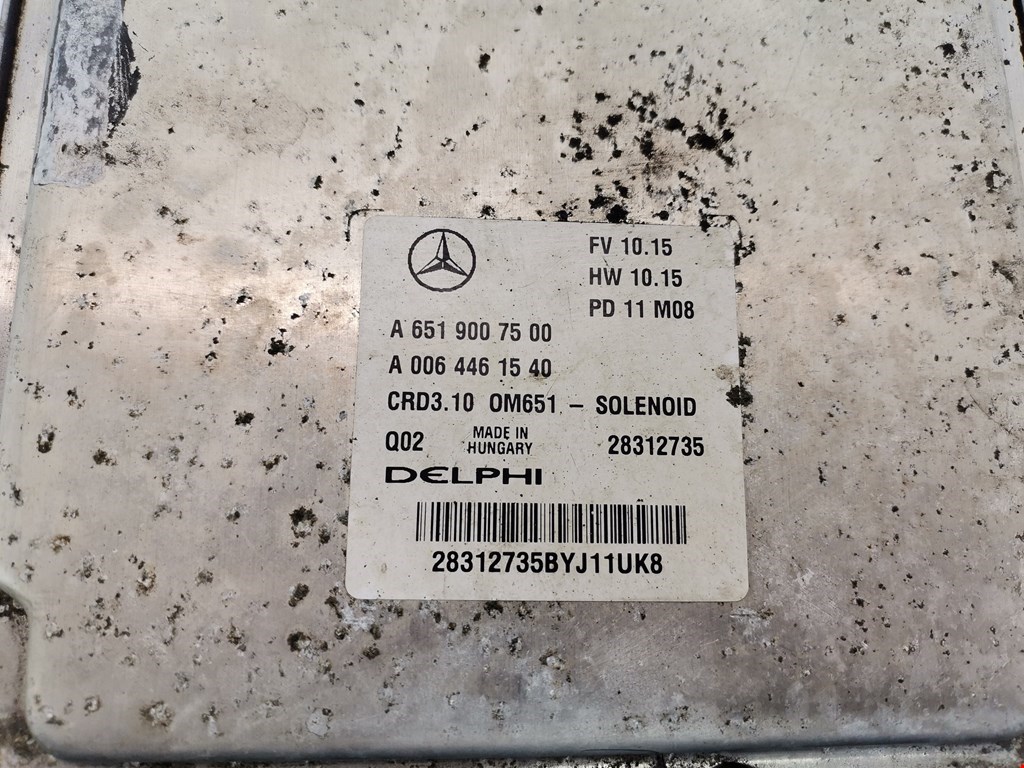 FV 10.15
HW 10.15
PD 11 M08
A 651 900 75 00
A 006 446 15 40
CRD3.10 OM651 – SOLENOID
Q02 MADE IN HUNGARY 28312735
DELPHI
28312735BYJ11UK8